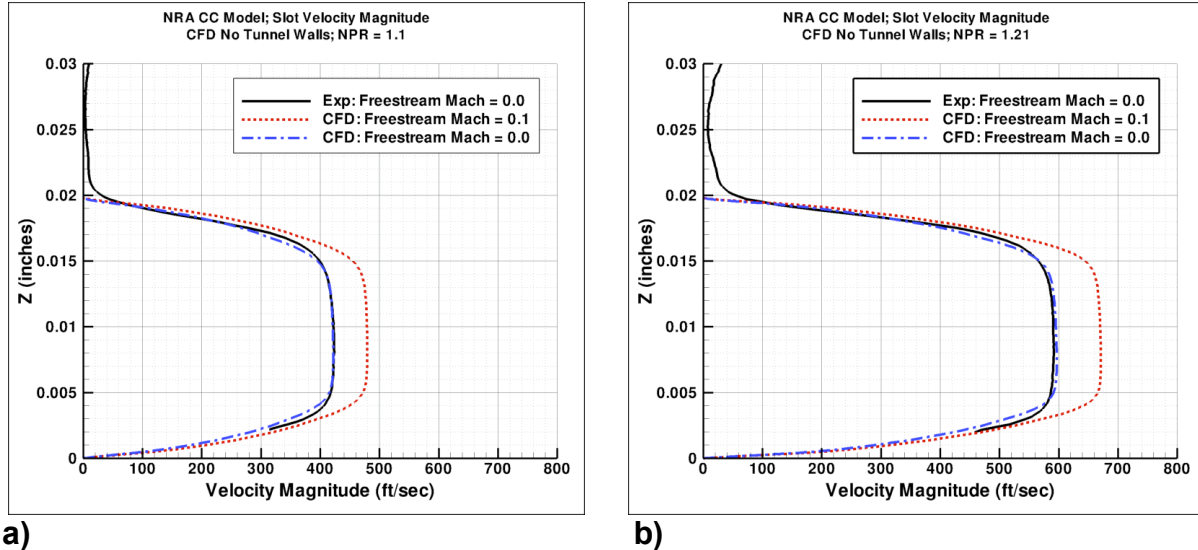 NRA CC Model; Slot Velocity Magnitude
CFD No Tunnel Walls; NPR = 1.1
0.03
0.025
0.02
0.015
0.01
0.005
0
Z (inches)
Exp: Freestream Mach = 0.0
CFD: Freestream Mach = 0.1
CFD: Freestream Mach = 0.0
0 100 200 300 400 500 600 700 800
Velocity Magnitude (ft/sec)
a)
NRA CC Model; Slot Velocity Magnitude
CFD No Tunnel Walls; NPR = 1.21
0.03
0.025
0.02
0.015
0.01
0.005
0
Z (inches)
Exp: Freestream Mach = 0.0
CFD: Freestream Mach = 0.1
CFD: Freestream Mach = 0.0
0 100 200 300 400 500 600 700 800
Velocity Magnitude (ft/sec)
b)